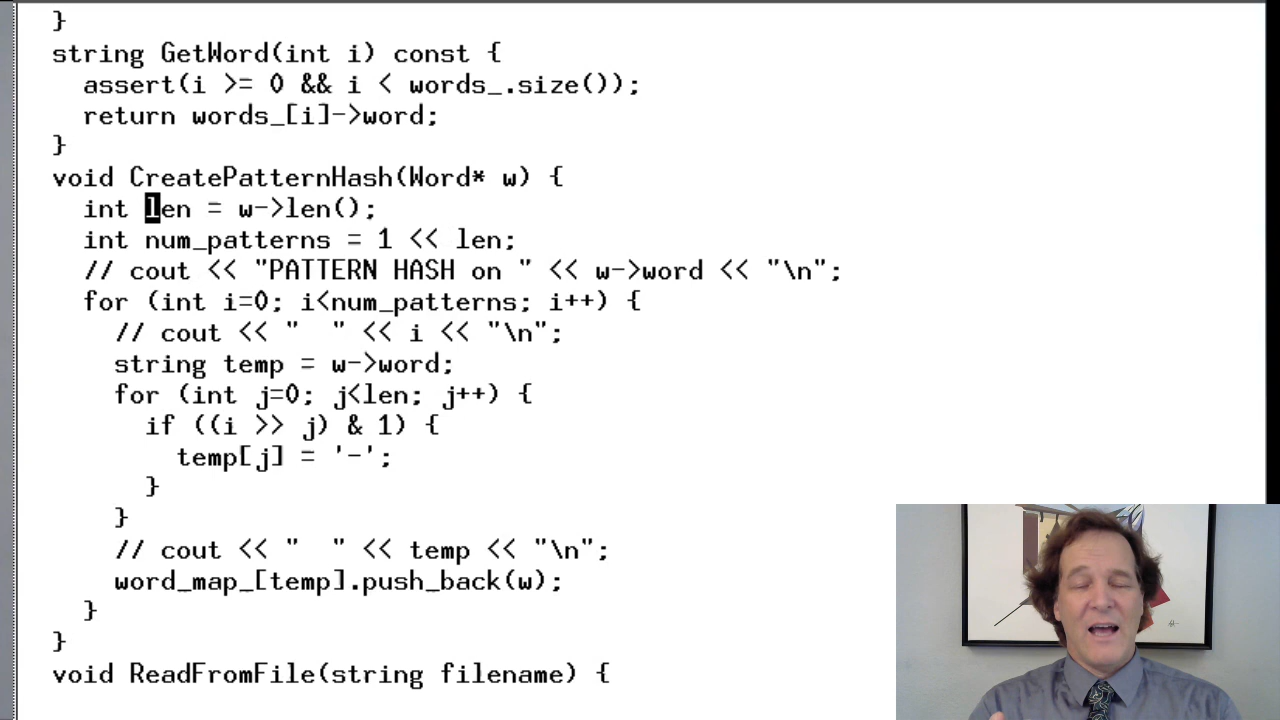 }
string GetWord(int i) const {
assert(i >= 0 && i < words_.size());
return words_[i]->word;
}
void CreatePatternHash(Word* w) {
int len = w->len();
int num_patterns = 1 << len;
// cout << "PATTERN HASH on " << w->word << "\n";
for (int i=0; i<num_patterns; i++) {
// cout << "  " << i << "\n";
string temp = w->word;
for (int j=0; j<len; j++) {
if ((i >> j) & 1) {
temp[j] = '-';
}
}
// cout << "  " << temp << "\n";
word_map_[temp].push_back(w);
}
}
void ReadFromFile(string filename) {